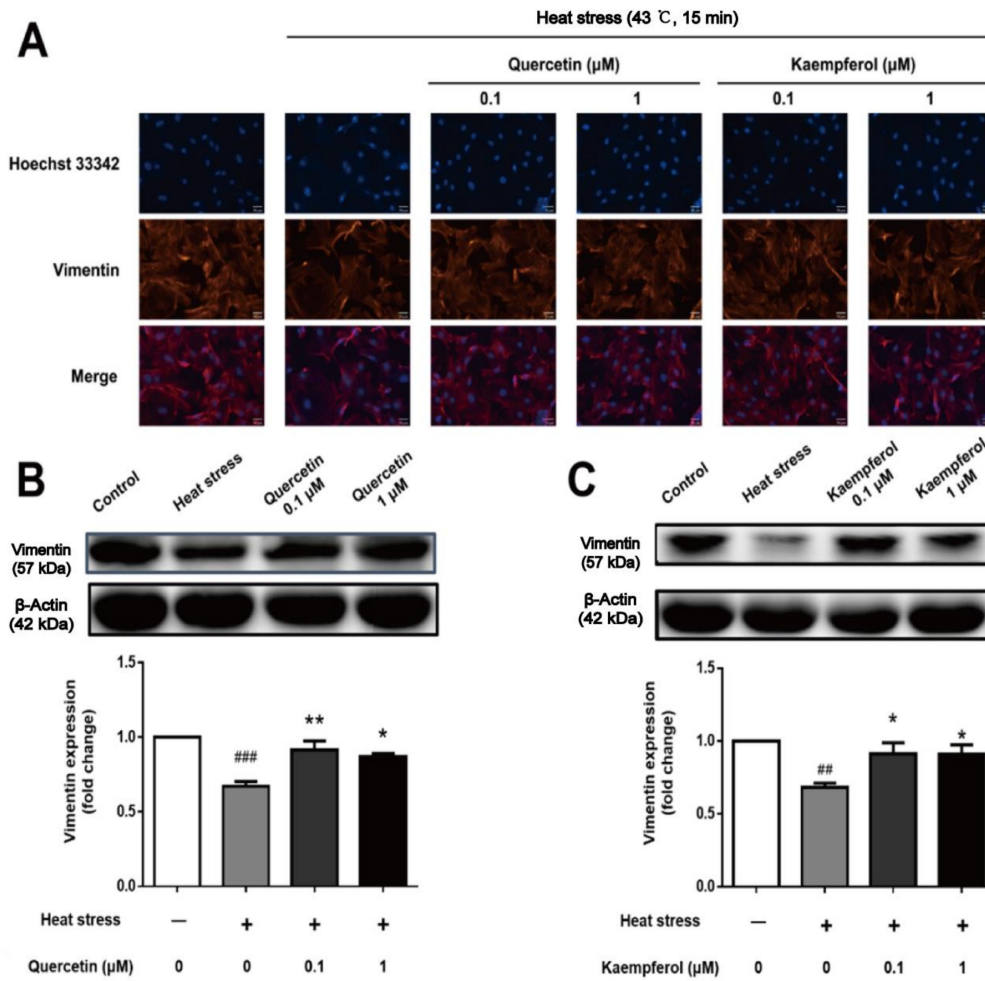 A
Heat stress (43 ℃, 15 min)
Quercetin (μM)
Kaempferol (μM)
0.1
1
0.1
1
Hoechst 33342
Vimentin
Merge
B
Control
Heat stress
Quercetin
0.1 μM
Quercetin
1 μM
Vimentin
(57 kDa)
β-Actin
(42 kDa)
Vimentin expression
(fold change)
1.5
1.0
0.5
0.0
###
**
*
Heat stress
— + + +
Quercetin (μM)
0 0 0.1 1
C
Control
Heat stress
Kaempferol
0.1 μM
Kaempferol
1 μM
Vimentin
(57 kDa)
β-Actin
(42 kDa)
Vimentin expression
(fold change)
1.5
1.0
0.5
0.0
##
*
*
Heat stress
— + + +
Kaempferol (μM)
0 0 0.1 1